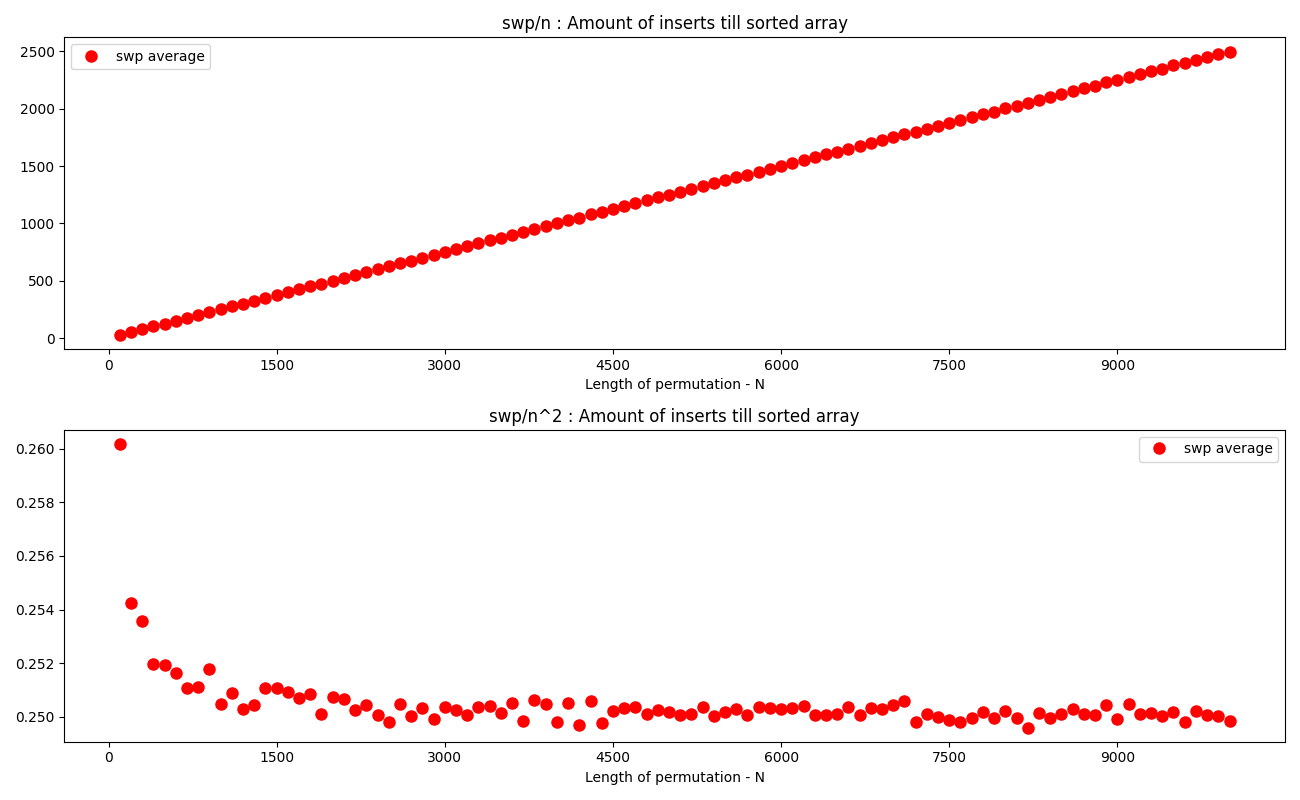 swp/n : Amount of inserts till sorted array
swp average
2500
2000
1500
1000
500
0
0 1500 3000 4500 6000 7500 9000
Length of permutation - N
swp/n^2 : Amount of inserts till sorted array
swp average
0.260
0.258
0.256
0.254
0.252
0.250
0 1500 3000 4500 6000 7500 9000
Length of permutation - N